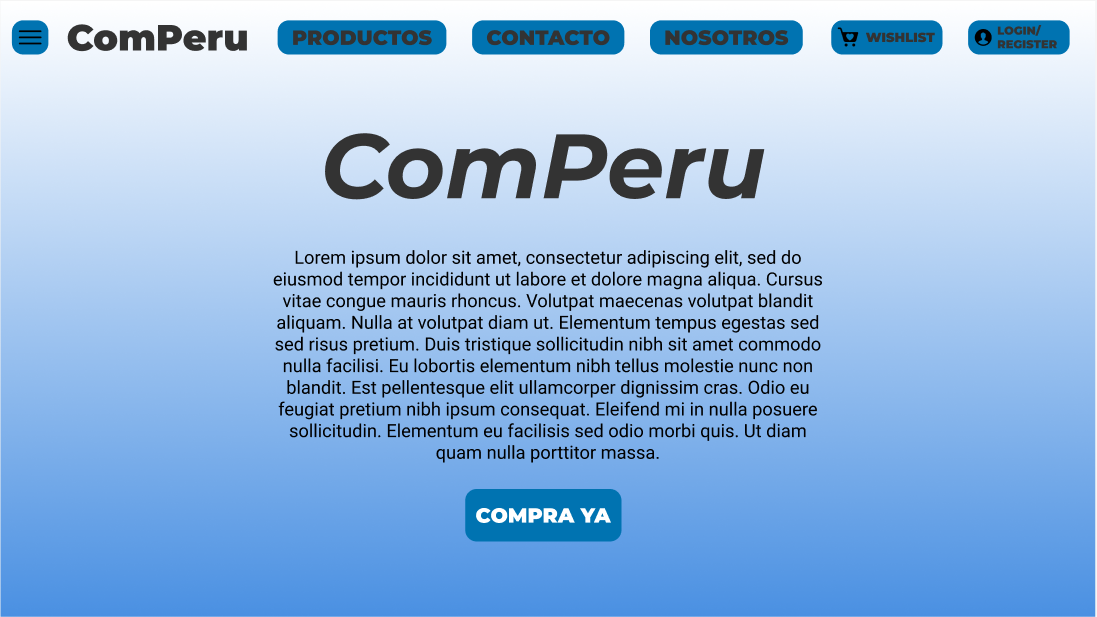 ComPeru
PRODUCTOS
CONTACTO
NOSOTROS
WISHLIST
LOGIN/
REGISTER
ComPeru
Lorem ipsum dolor sit amet, consectetur adipiscing elit, sed do
eiusmod tempor incididunt ut labore et dolore magna aliqua. Cursus
vitae congue mauris rhoncus. Volutpat maecenas volutpat blandit
aliquam. Nulla at volutpat diam ut. Elementum tempus egestas sed
sed risus pretium. Duis tristique sollicitudin nibh sit amet commodo
nulla facilisi. Eu lobortis elementum nibh tellus molestie nunc non
blandit. Est pellentesque elit ullamcorper dignissim cras. Odio eu
feugiat pretium nibh ipsum consequat. Eleifend mi in nulla posuere
sollicitudin. Elementum eu facilisis sed odio morbi quis. Ut diam
quam nulla porttitor massa.
COMPRA YA